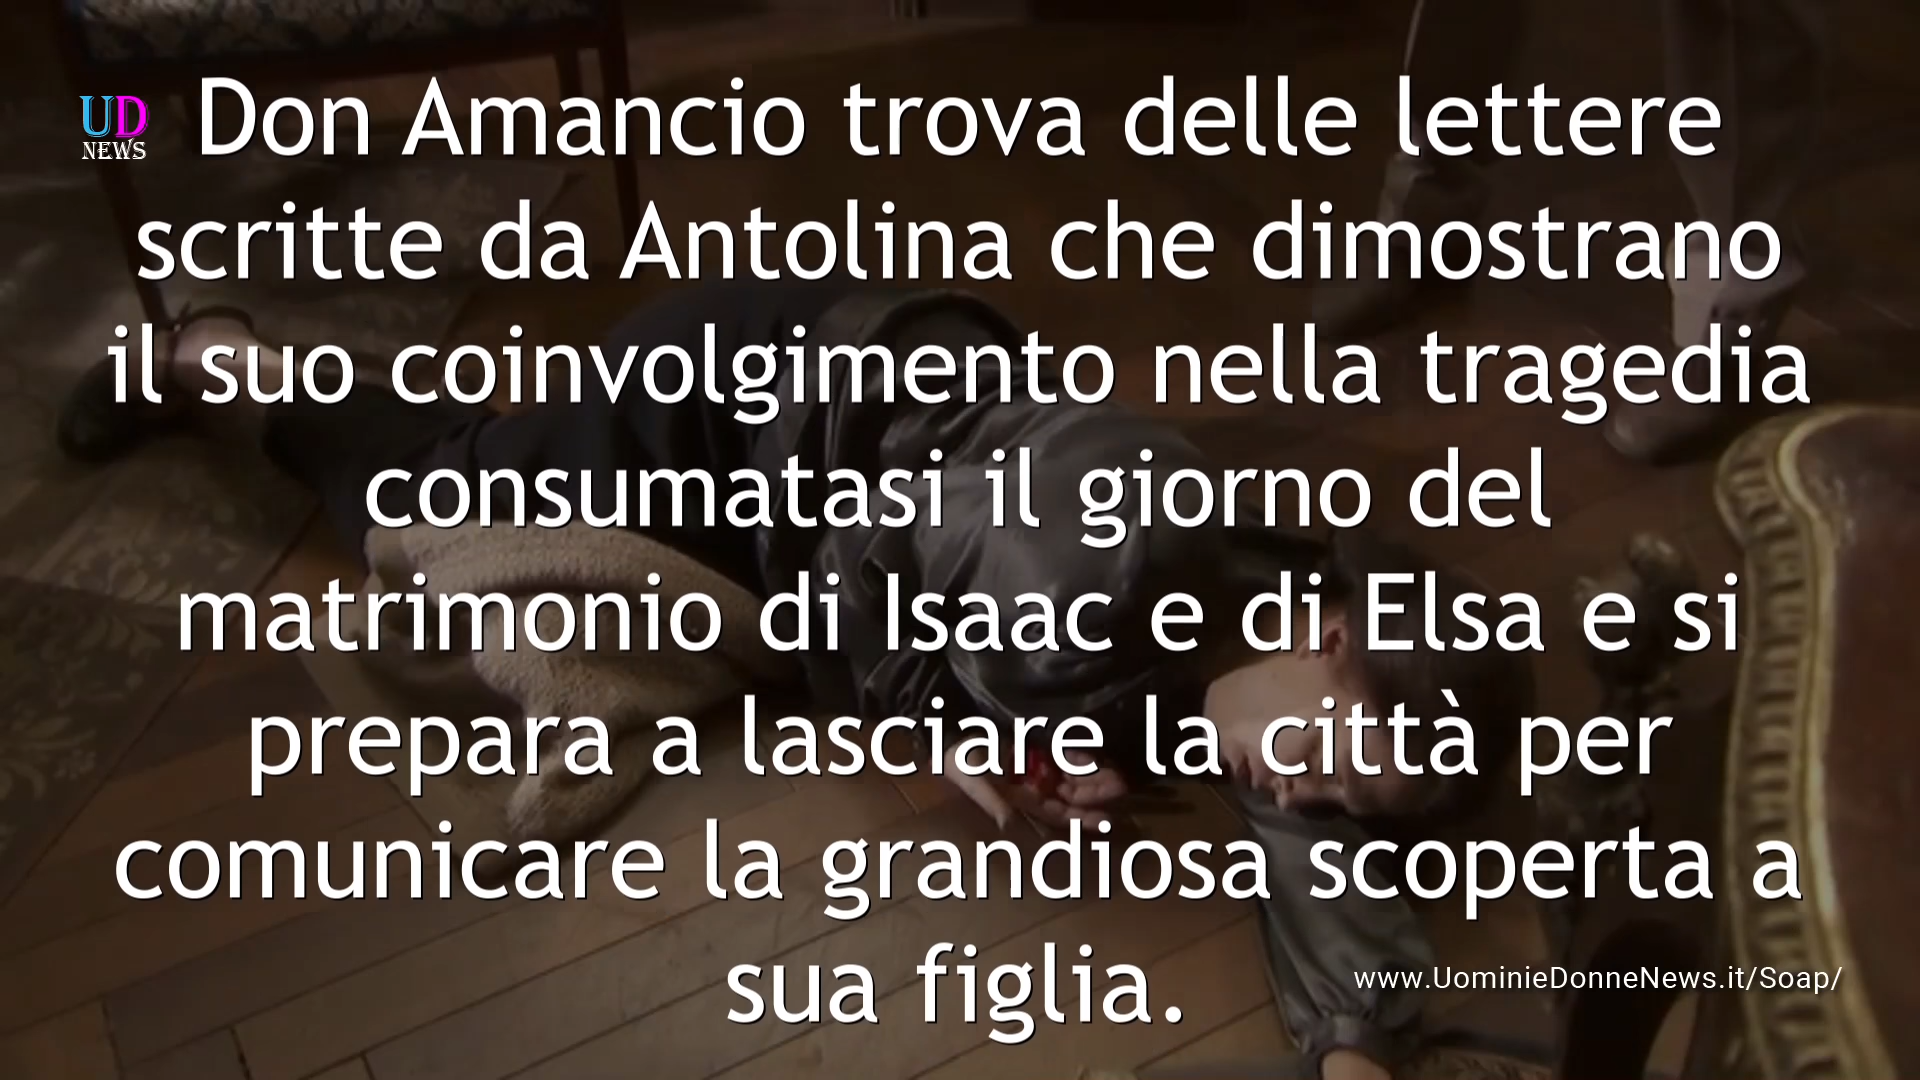 UD
NEWS
Don Amancio trova delle lettere
scritte da Antolina che dimostrano
il suo coinvolgimento nella tragedia
consumatasi il giorno del
matrimonio di Isaac e di Elsa e si
prepara a lasciare la città per
comunicare la grandiosa scoperta a
sua figlia.
www.UominieDonneNews.it/Soap/